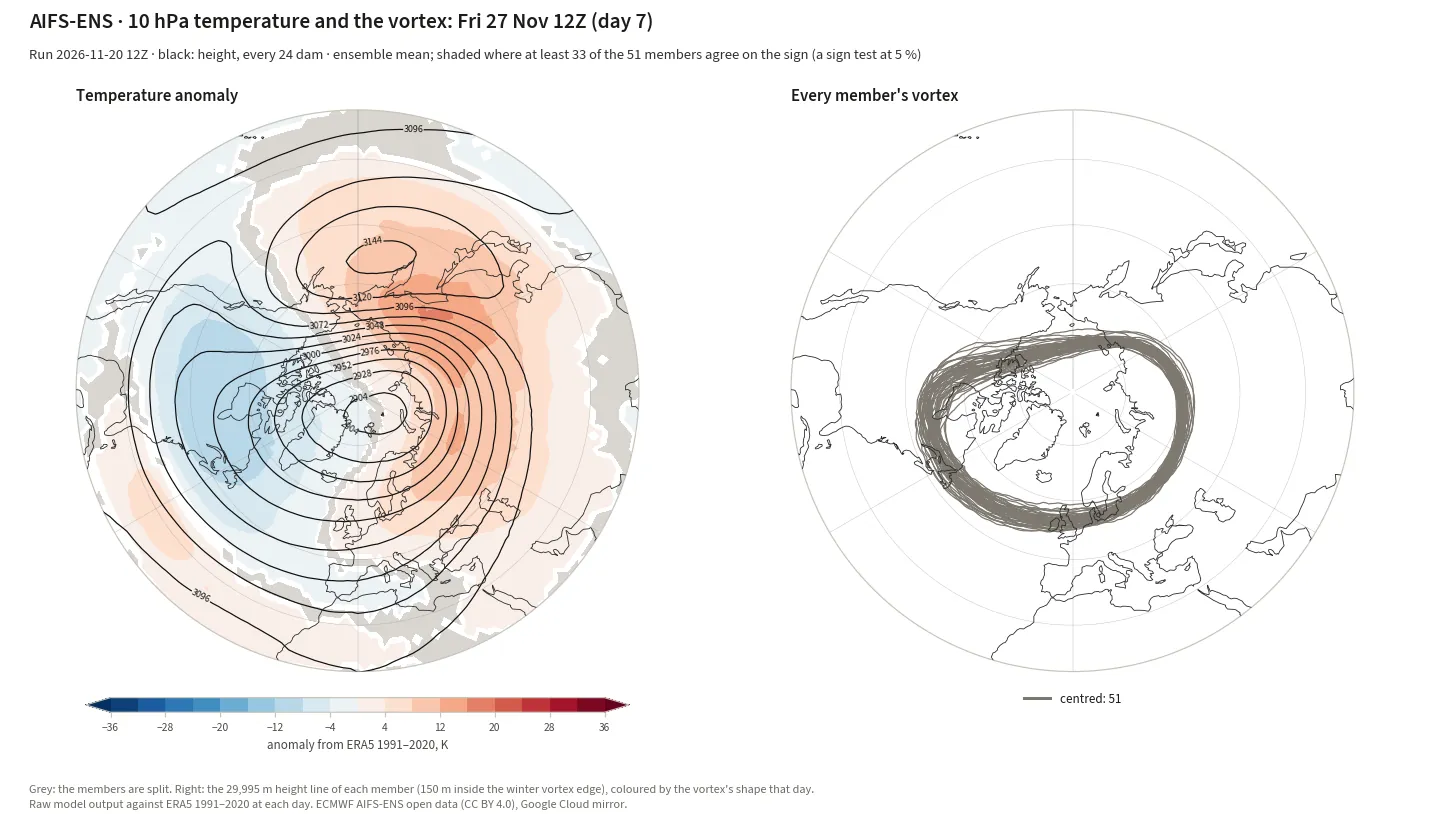 AIFS-ENS · 10 hPa temperature and the vortex: Fri 27 Nov 12Z (day 7)
Run 2026-11-20 12Z · black: height, every 24 dam · ensemble mean; shaded where at least 33 of the 51 members agree on the sign (a sign test at 5 %)
Temperature anomaly
Every member's vortex
3096
3144
3120
3096
3072
3048
3024
3000
2976
2952
2928
2904
3096
centred: 51
−36 −28 −20 −12 −4 4 12 20 28 36
anomaly from ERA5 1991–2020, K
Grey: the members are split. Right: the 29,995 m height line of each member (150 m inside the winter vortex edge), coloured by the vortex's shape that day.
Raw model output against ERA5 1991–2020 at each day. ECMWF AIFS-ENS open data (CC BY 4.0), Google Cloud mirror.